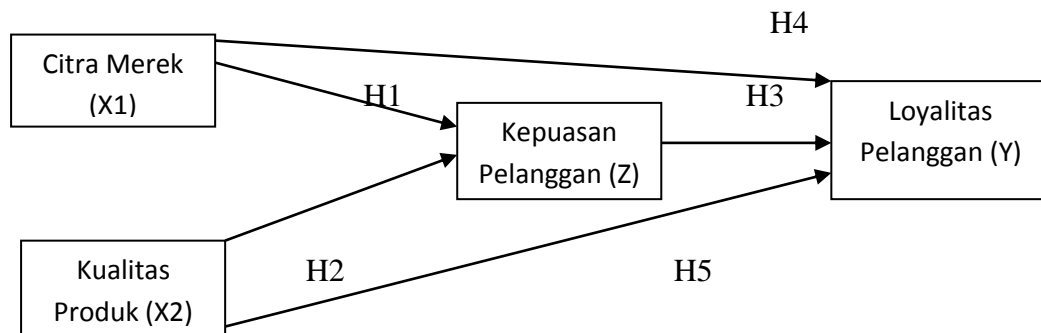 H4
Citra Merek
(X1)
H1
H3
Kepuasan
Pelanggan (Z)
Loyalitas
Pelanggan (Y)
Kualitas
Produk (X2)
H2
H5